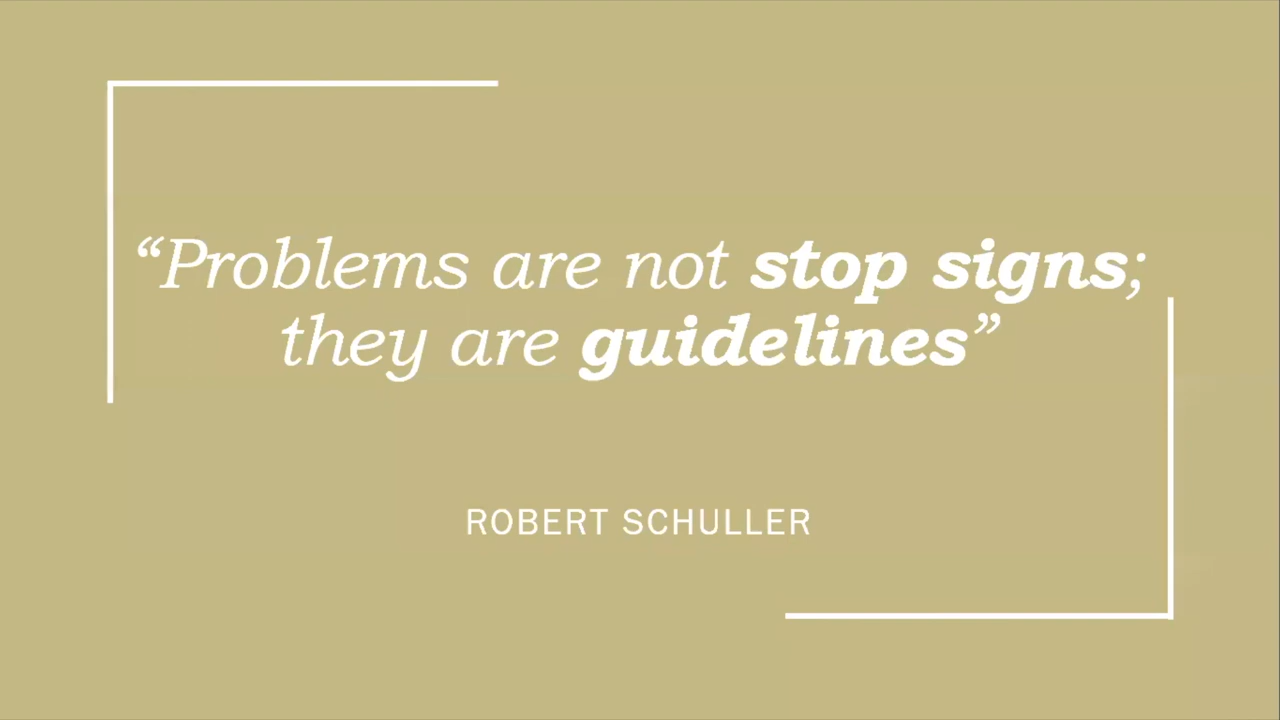 “Problems are not stop signs;
they are guidelines”
ROBERT SCHULLER